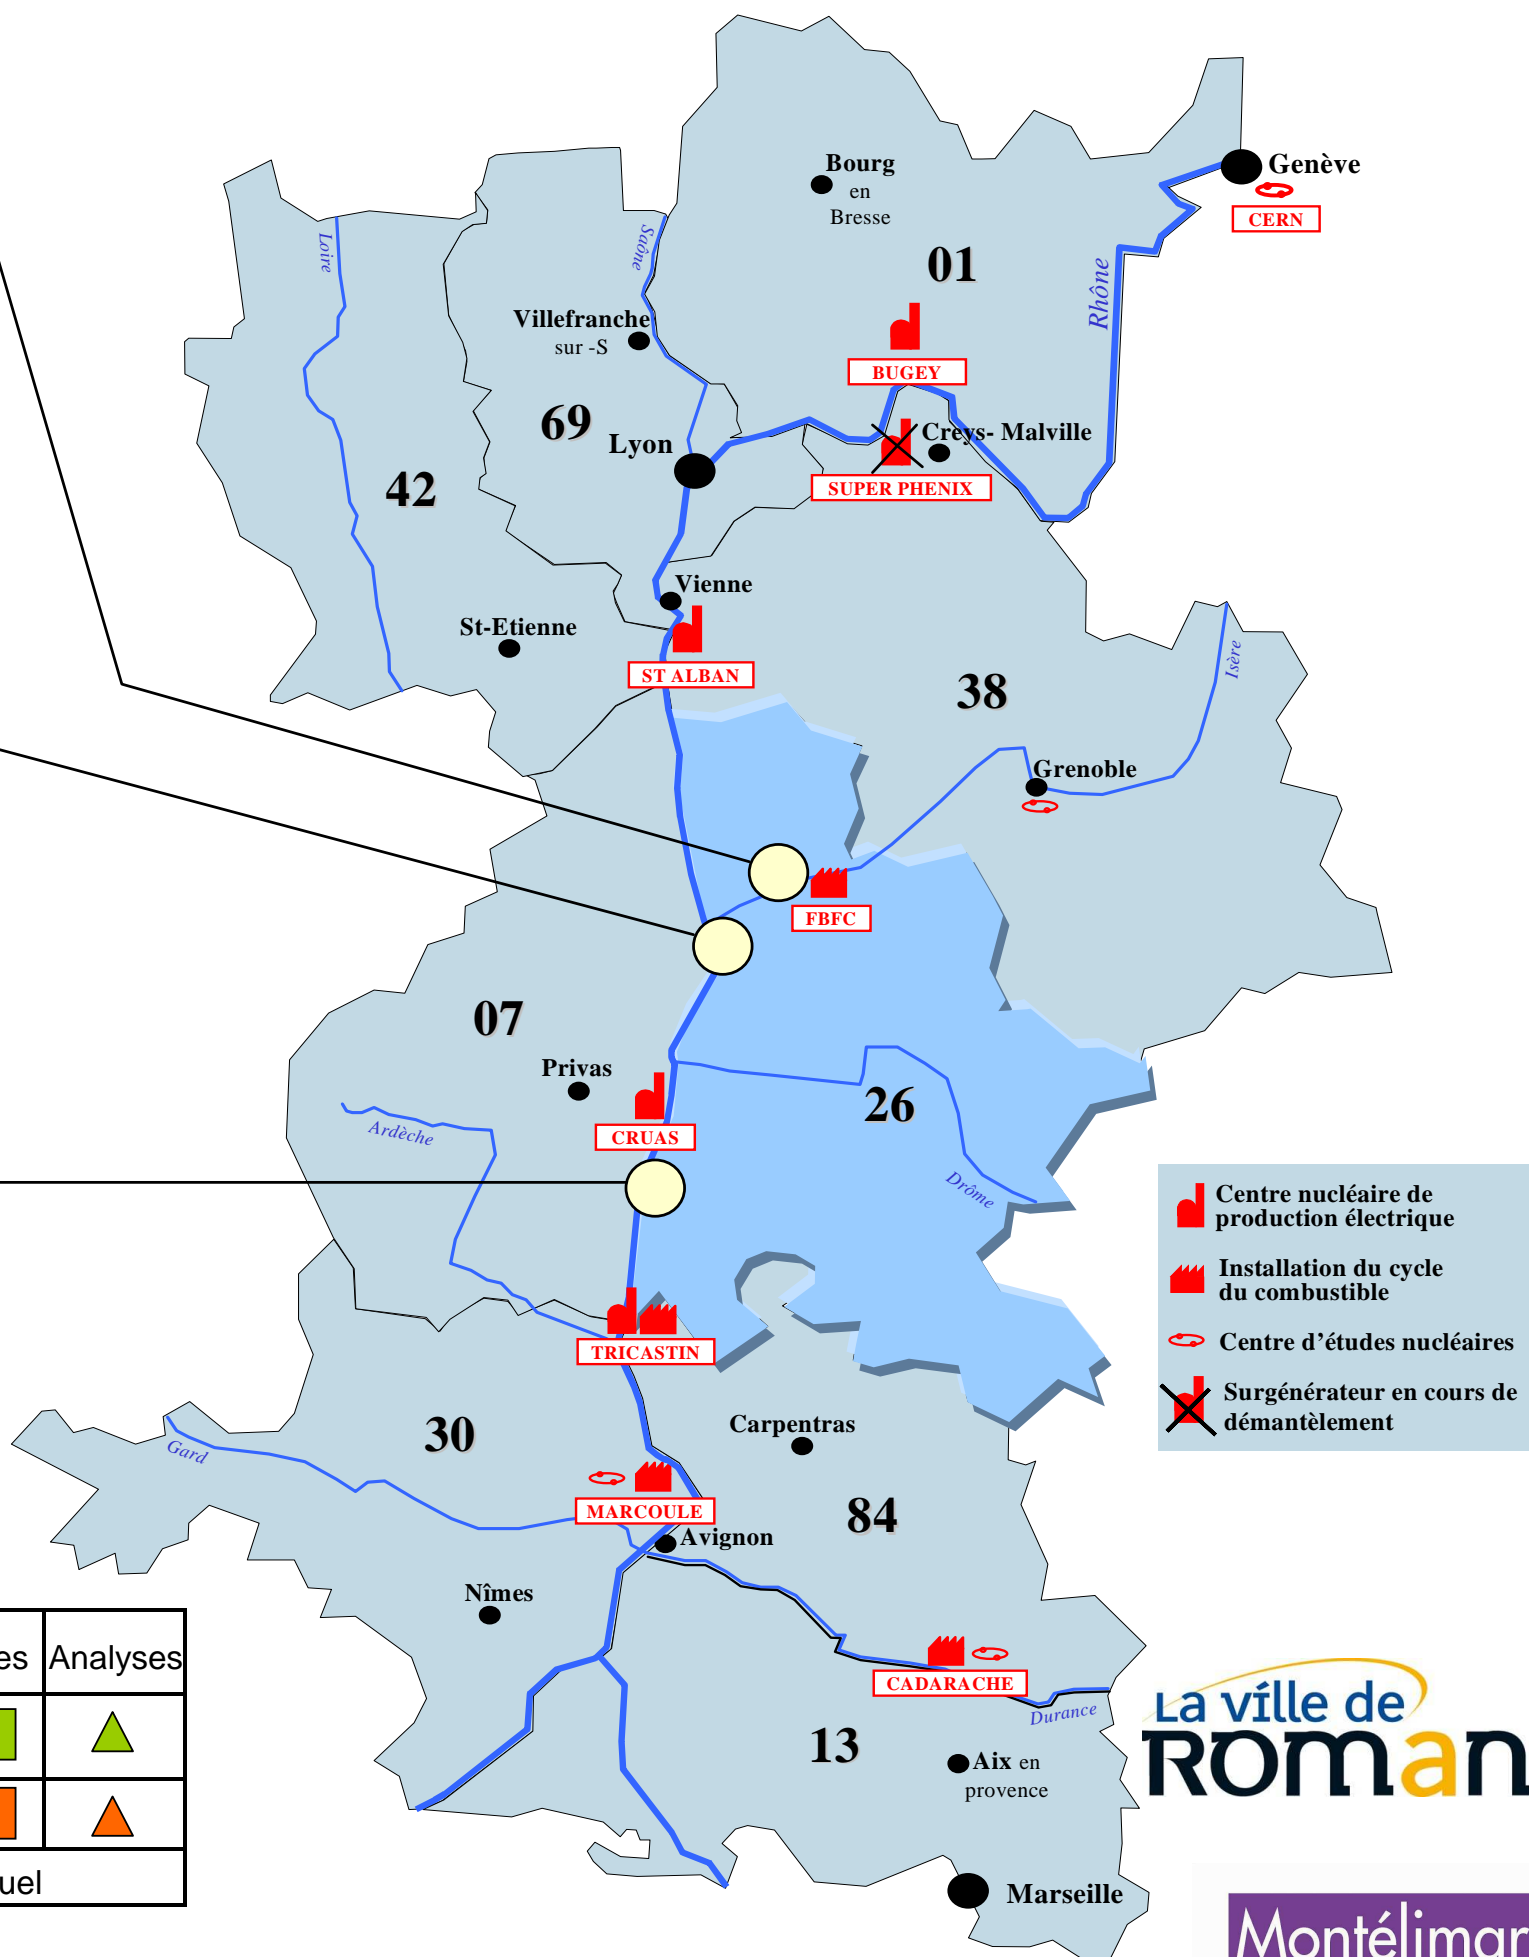 Bourg
en
Bresse
Genève
CERN
01
Loire
Saône
Rhône
Villefranche
sur -S
BUGEY
69
Lyon
Creys- Malville
SUPER PHENIX
42
Vienne
St-Etienne
ST ALBAN
38
Isère
Grenoble
FBFC
07
Privas
26
CRUAS
Ardèche
Drôme
Centre nucléaire de
production électrique
Installation du cycle
du combustible
Centre d'études nucléaires
Surgénérateur en cours de
démantèlement
TRICASTIN
30
Gard
Carpentras
84
MARCOULE
Avignon
Nîmes
es
Analyses
uel
CADARACHE
Durance
13
Aix en
provence
Marseille
La ville de
Roman
Montélimar